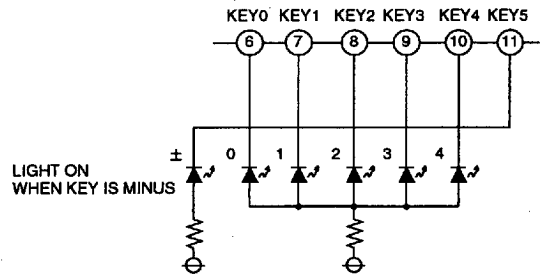 KEY0 KEY1 KEY2 KEY3 KEY4 KEY5
6 7 8 9 10 11
± 0 1 2 3 4
LIGHT ON
WHEN KEY IS MINUS